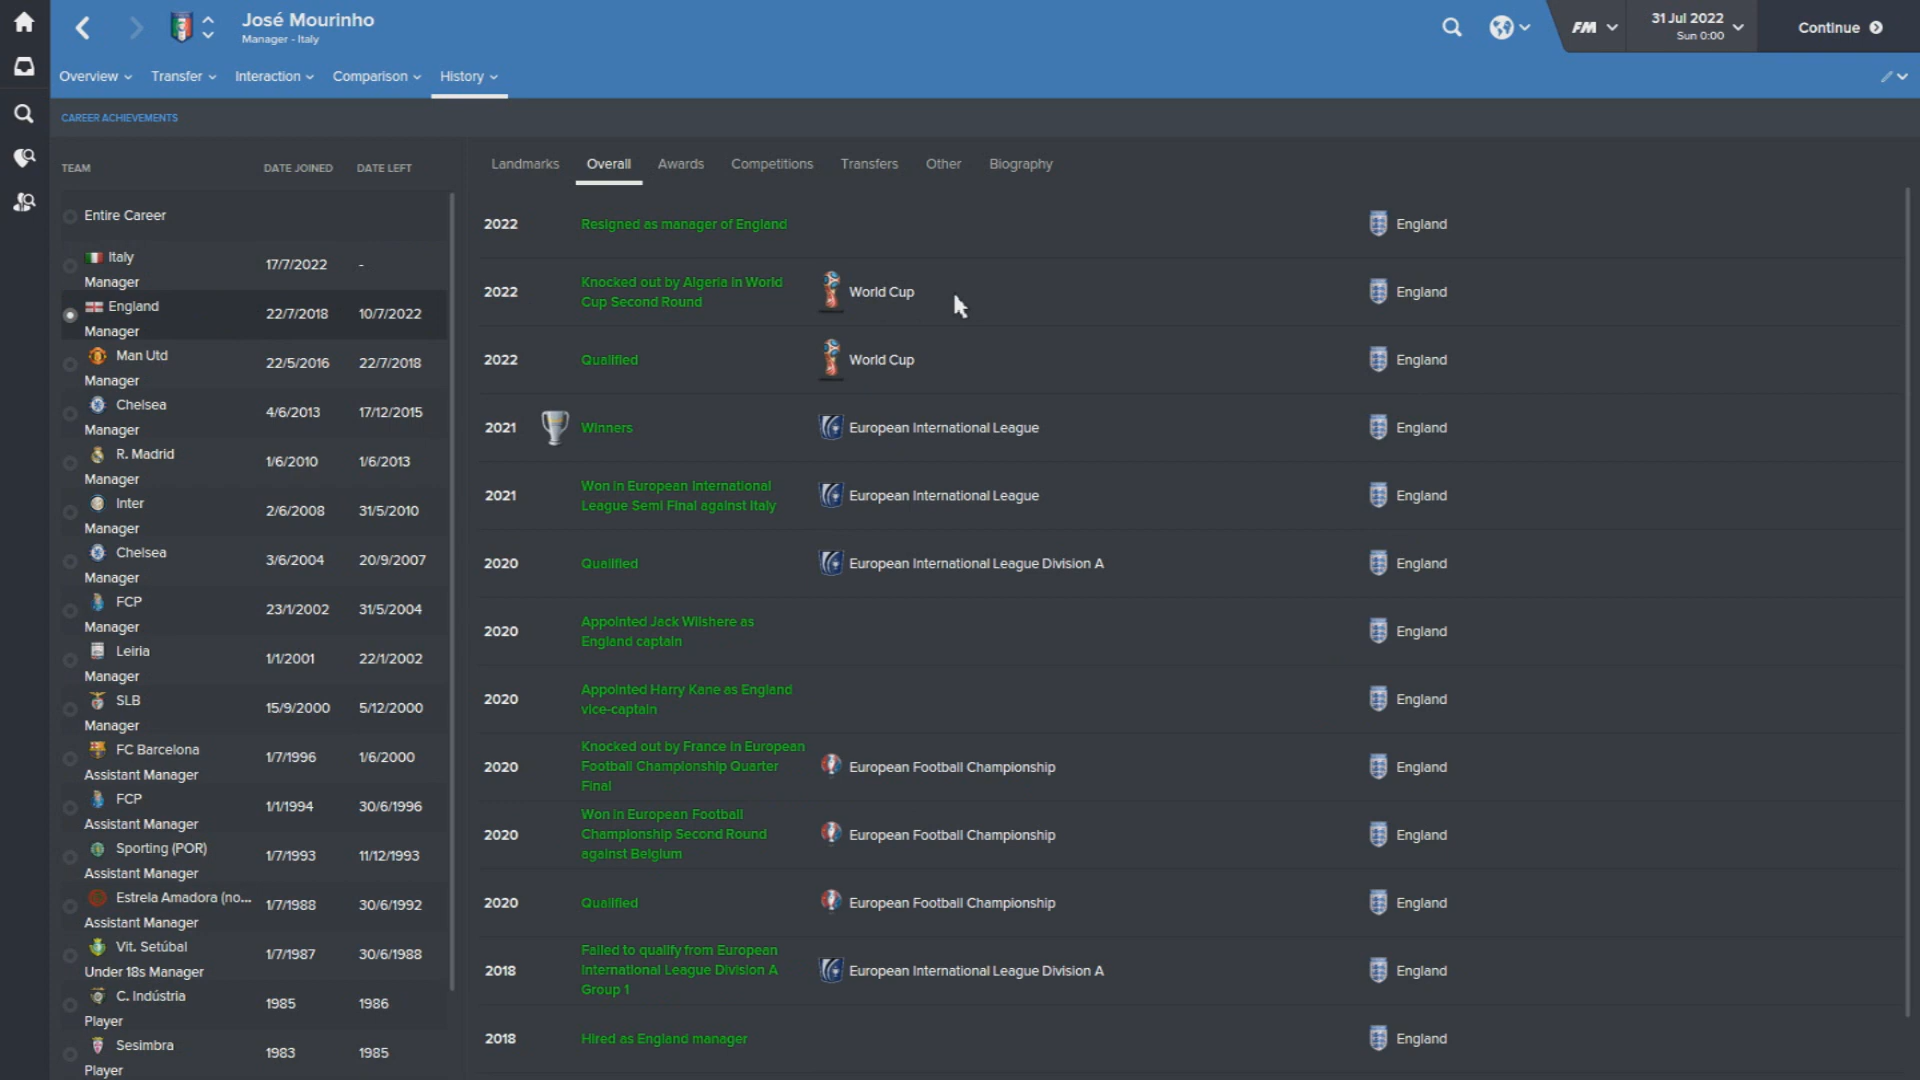 José Mourinho
Manager - Italy
FM
31 Jul 2022
Sun 0:00
Continue
Overview
Transfer
Interaction
Comparison
History
CAREER ACHIEVEMENTS
TEAM DATE JOINED DATE LEFT
Entire Career
Italy
Manager
17/7/2022 -
England
Manager
22/7/2018 10/7/2022
Man Utd
Manager
22/5/2016 22/7/2018
Chelsea
Manager
4/6/2013 17/12/2015
R. Madrid
Manager
1/6/2010 1/6/2013
Inter
Manager
2/6/2008 31/5/2010
Chelsea
Manager
3/6/2004 20/9/2007
FCP
Manager
23/1/2002 31/5/2004
Leiria
Manager
1/1/2001 22/1/2002
SLB
Manager
15/9/2000 5/12/2000
FC Barcelona
Assistant Manager
1/7/1996 1/6/2000
FCP
Assistant Manager
1/1/1994 30/6/1996
Sporting (POR)
Assistant Manager
1/7/1993 11/12/1993
Estrela Amadora (no...
Assistant Manager
1/7/1988 30/6/1992
Vit. Setúbal
Under 18s Manager
1/7/1987 30/6/1988
C. Indústria
Player
1985 1986
Sesimbra
Player
1983 1985
Landmarks Overall Awards Competitions Transfers Other Biography
2022 Resigned as manager of England England
2022 Knocked out by Algeria in World
Cup Second Round
World Cup England
2022 Qualified World Cup England
2021 Winners European International League England
2021 Won in European International
League Semi Final against Italy
European International League England
2020 Qualified European International League Division A England
2020 Appointed Jack Wilshere as
England captain
England
2020 Appointed Harry Kane as England
vice-captain
England
2020 Knocked out by France in European
Football Championship Quarter
Final
European Football Championship England
2020 Won in European Football
Championship Second Round
against Belgium
European Football Championship England
2020 Qualified European Football Championship England
2018 Failed to qualify from European
International League Division A
Group 1
European International League Division A England
2018 Hired as England manager England